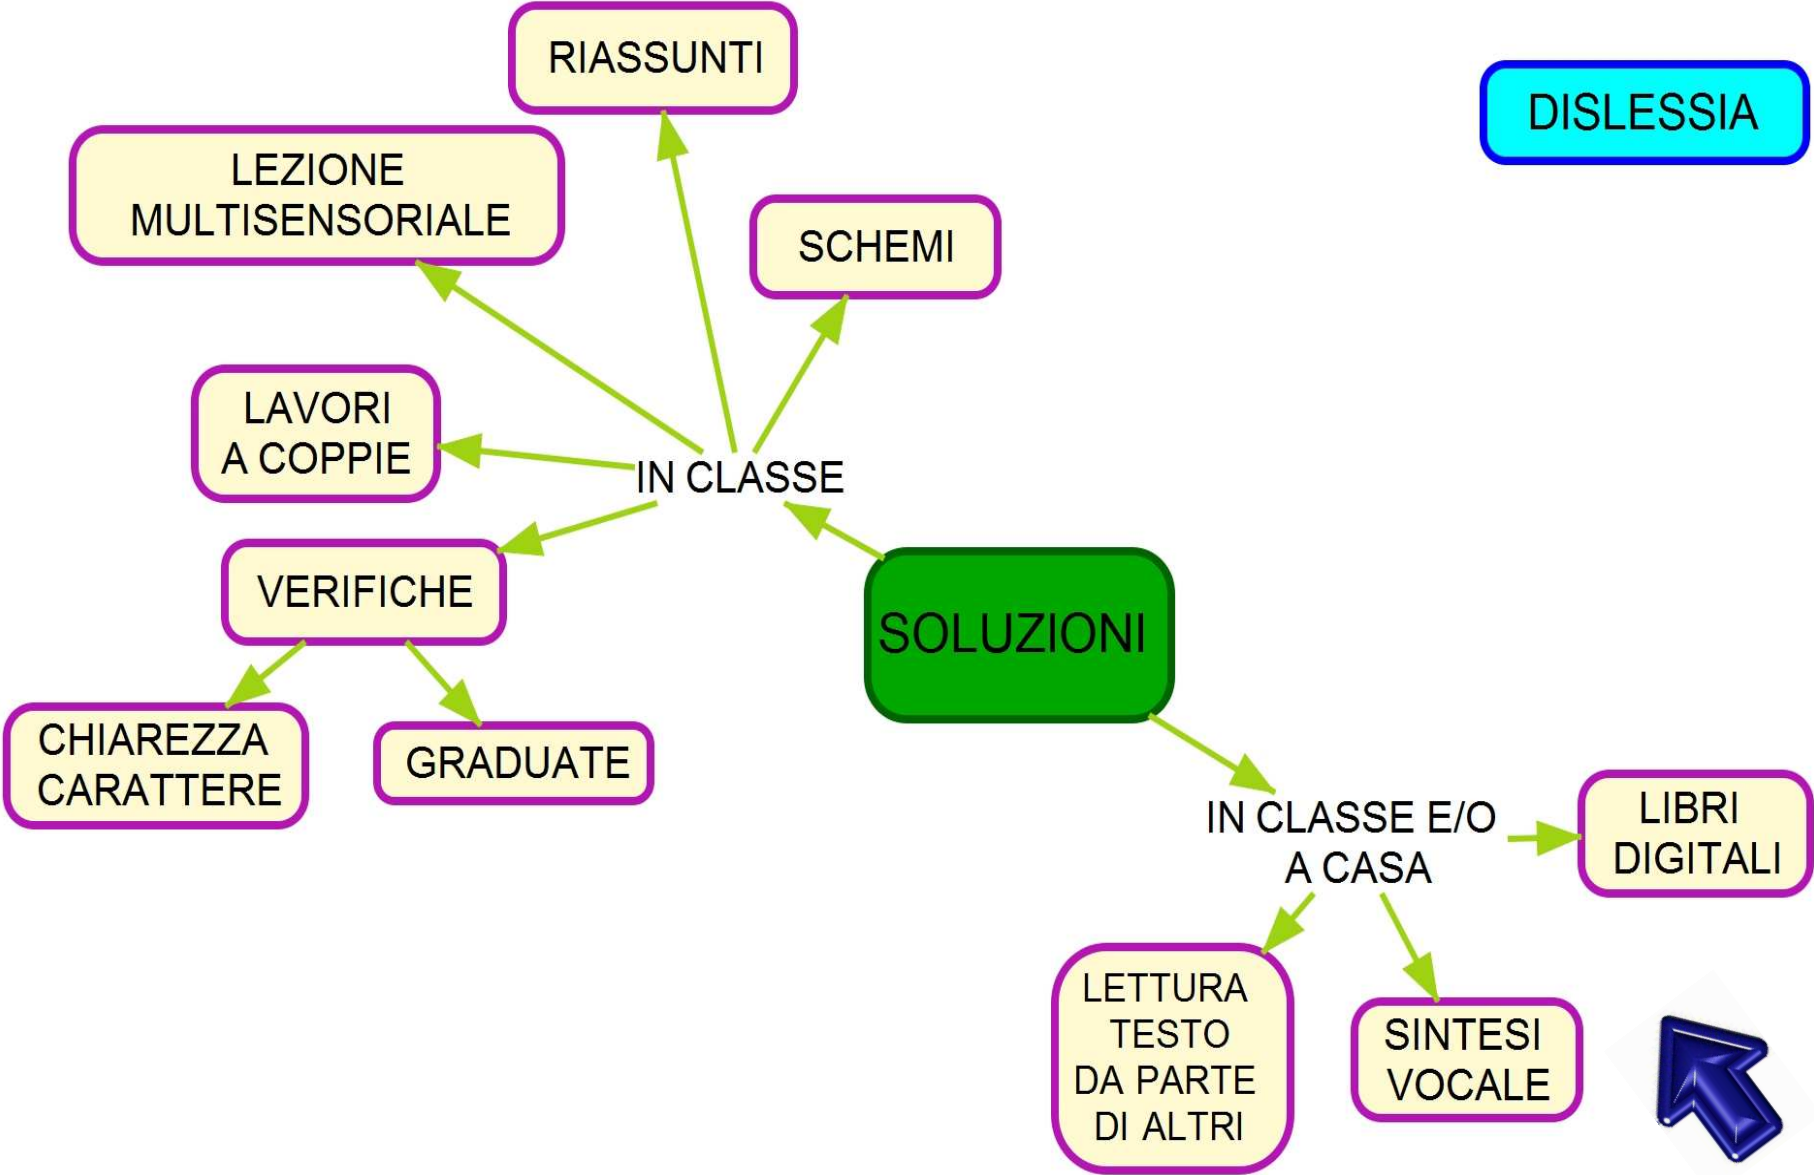 RIASSUNTI
DISLESSIA
LEZIONE
MULTISENSORIALE
SCHEMI
LAVORI
A COPPIE
IN CLASSE
VERIFICHE
SOLUZIONI
CHIAREZZA
CARATTERE
GRADUATE
IN CLASSE E/O
A CASA
LIBRI
DIGITALI
LETTURA
TESTO
DA PARTE
DI ALTRI
SINTESI
VOCALE